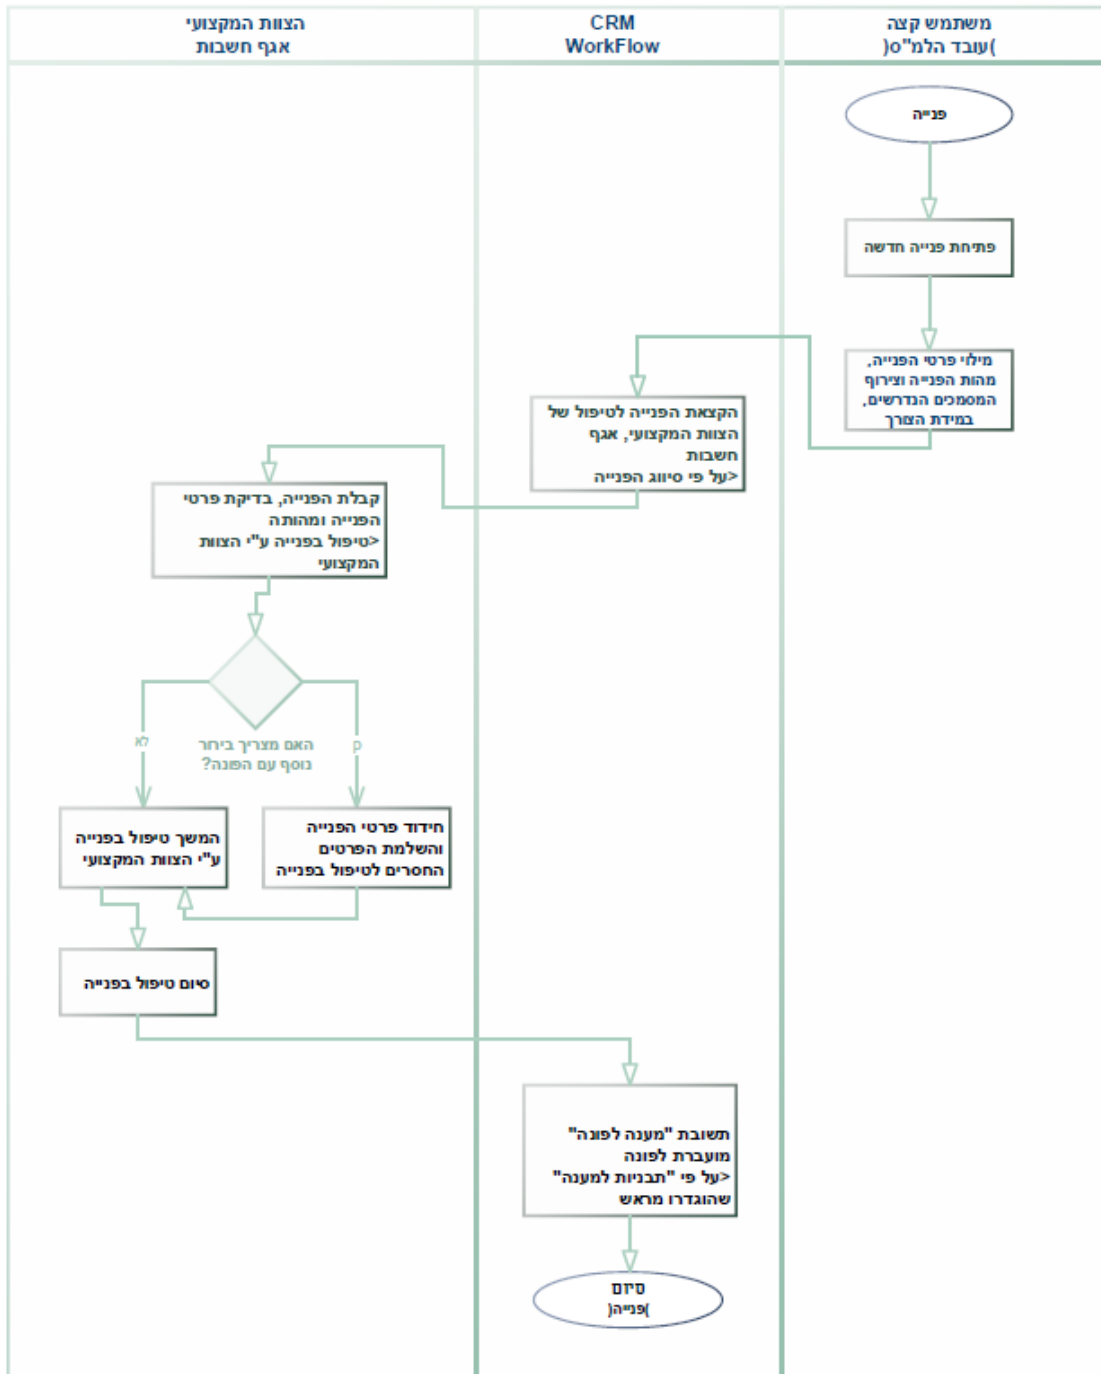 משתמש קצה
)עובד הלמ"ס(
CRM
WorkFlow
הצוות המקצועי
אגף חשבות
פנייה
פתיחת פנייה חדשה
מילוי פרטי הפנייה,
מהות הפנייה וצירוף
המסמכים הנדרשים,
במידת הצורך
הקצאת הפנייה לטיפול של
הצוות המקצועי, אגף
חשבות
>על פי סיווג הפנייה
קבלת הפנייה, בדיקת פרטי
הפנייה ומהותה
>טיפול בפנייה ע"י הצוות
המקצועי
האם מצריך בירור
נוסף עם הפונה?
כן
לא
חידוד פרטי הפנייה
והשלמת הפרטים
החסרים לטיפול בפנייה
המשך טיפול בפנייה
ע"י הצוות המקצועי
סיום טיפול בפנייה
תשובת "מענה לפונה"
מועברת לפונה
>על פי "תבניות למענה"
שהוגדרו מראש
סיום
)פנייה(